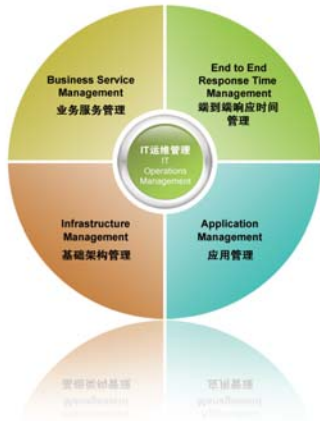 Business Service
Management
业务服务管理
End to End
Response Time
Management
端到端响应时间
管理
IT运维管理
IT
Operations
Management
Infrastructure
Management
基础架构管理
Application
Management
应用管理